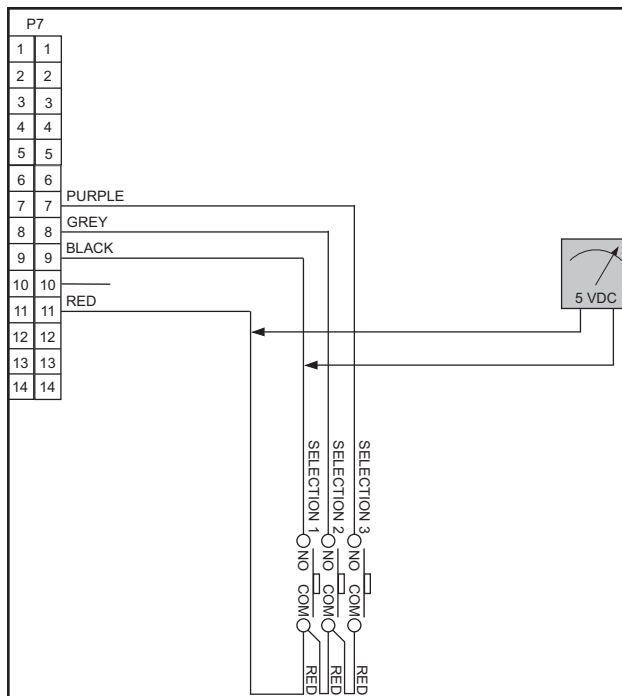 P7
1 1
2 2
3 3
4 4
5 5
6 6
7 7 PURPLE
8 8 GREY
9 9 BLACK
10 10
11 11 RED
12 12
13 13
14 14
5 VDC
SELECTION 1
SELECTION 2
SELECTION 3
NO NO NO
COM COM COM
RED RED RED